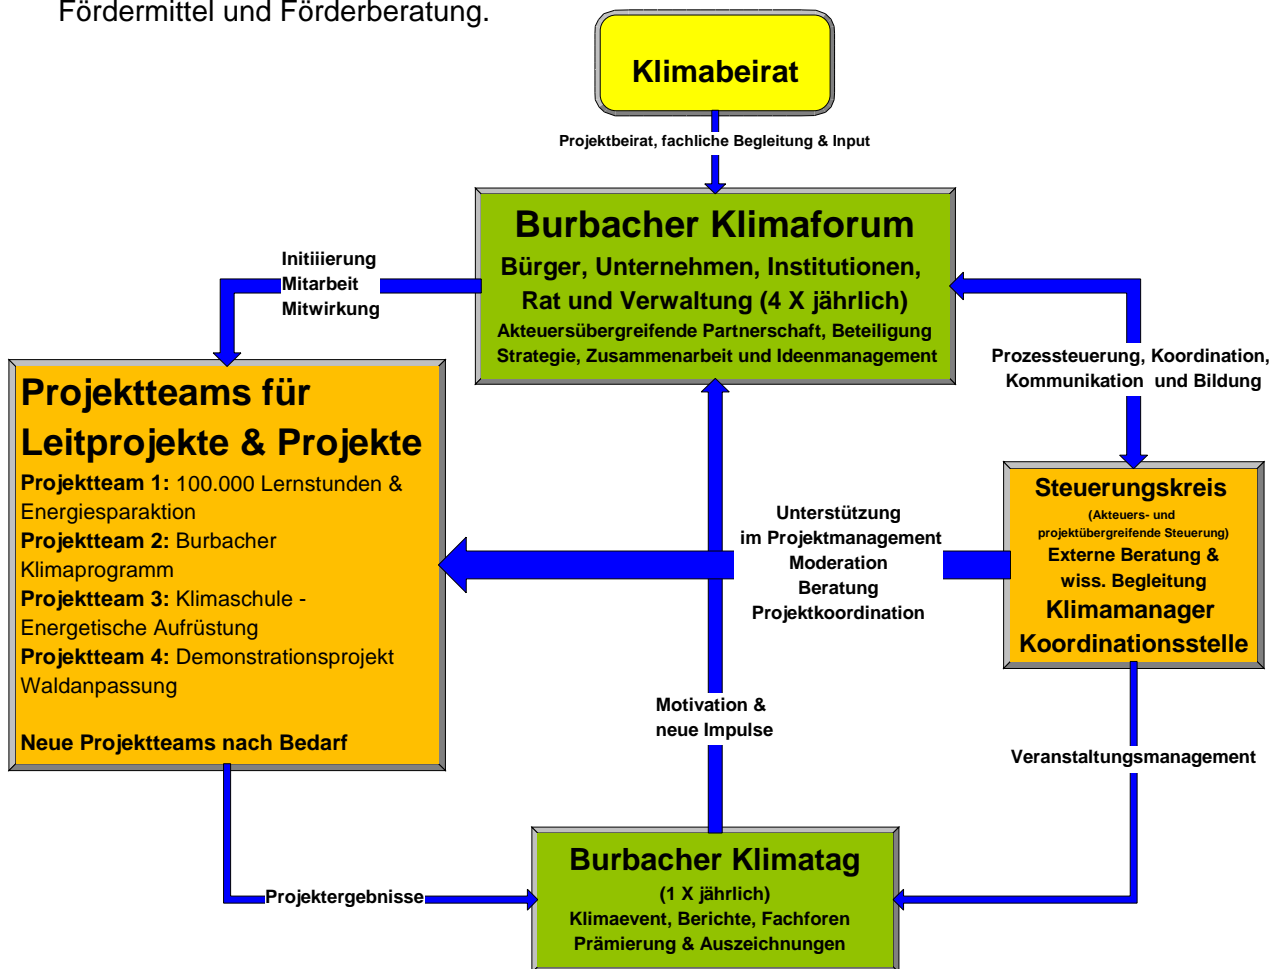 Fördermittel und Förderberatung.
Klimabeirat
Projektbeirat, fachliche Begleitung & Input
Burbacher Klimaforum
Bürger, Unternehmen, Institutionen,
Rat und Verwaltung (4 X jährlich)
Akteuersübergreifende Partnerschaft, Beteiligung
Strategie, Zusammenarbeit und Ideenmanagement
Initiierung
Mitarbeit
Mitwirkung
Prozessteuerung, Koordination,
Kommunikation und Bildung
Projektteams für
Leitprojekte & Projekte
Projektteam 1: 100.000 Lernstunden &
Energiesparaktion
Projektteam 2: Burbacher
Klimaprogramm
Projektteam 3: Klimaschule -
Energetische Aufrüstung
Projektteam 4: Demonstrationsprojekt
Waldanpassung
Neue Projektteams nach Bedarf
Unterstützung
im Projektmanagement
Moderation
Beratung
Projektkoordination
Steuerungskreis
(Akteuers- und
projektübergreifende Steuerung)
Externe Beratung &
wiss. Begleitung
Klimamanager
Koordinationsstelle
Motivation &
neue Impulse
Veranstaltungsmanagement
Projektergebnisse
Burbacher Klimatag
(1 X jährlich)
Klimaevent, Berichte, Fachforen
Prämierung & Auszeichnungen